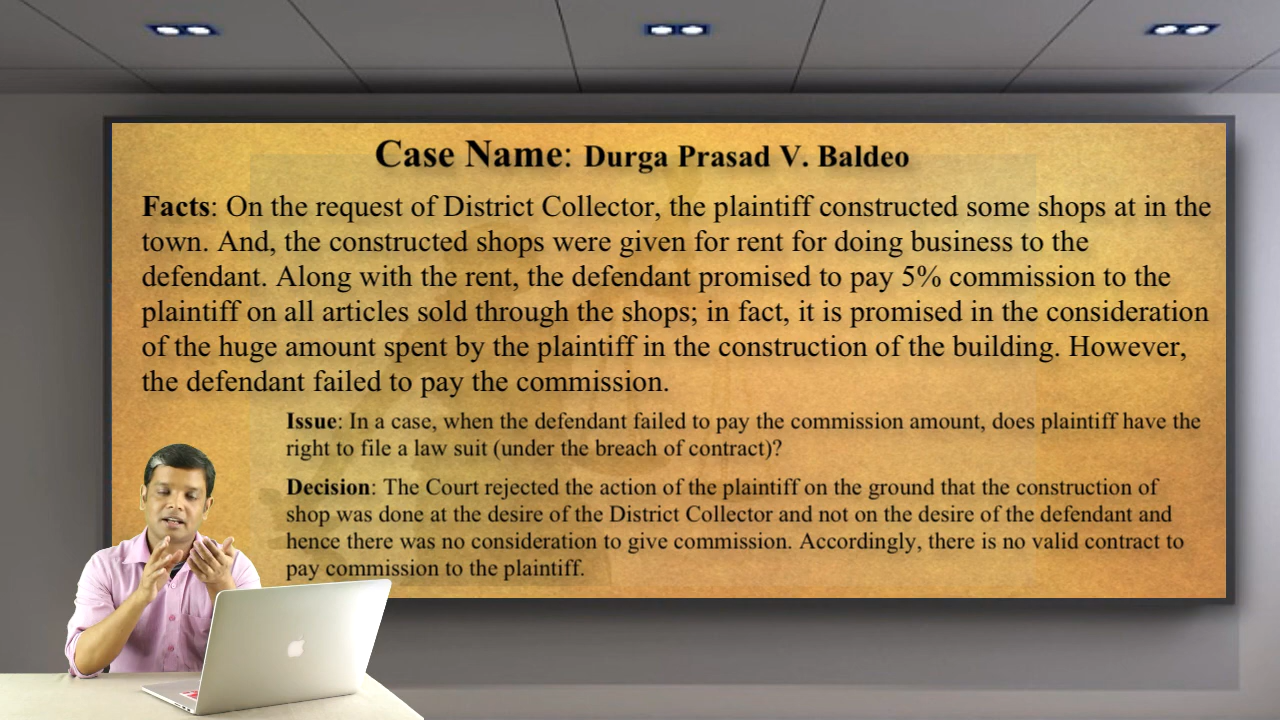 Case Name: Durga Prasad V. Baldeo
Facts: On the request of District Collector, the plaintiff constructed some shops at in the
town. And, the constructed shops were given for rent for doing business to the
defendant. Along with the rent, the defendant promised to pay 5% commission to the
plaintiff on all articles sold through the shops; in fact, it is promised in the consideration
of the huge amount spent by the plaintiff in the construction of the building. However,
the defendant failed to pay the commission.
Issue: In a case, when the defendant failed to pay the commission amount, does plaintiff have the
right to file a law suit (under the breach of contract)?
Decision: The Court rejected the action of the plaintiff on the ground that the construction of
shop was done at the desire of the District Collector and not on the desire of the defendant and
hence there was no consideration to give commission. Accordingly, there is no valid contract to
pay commission to the plaintiff.